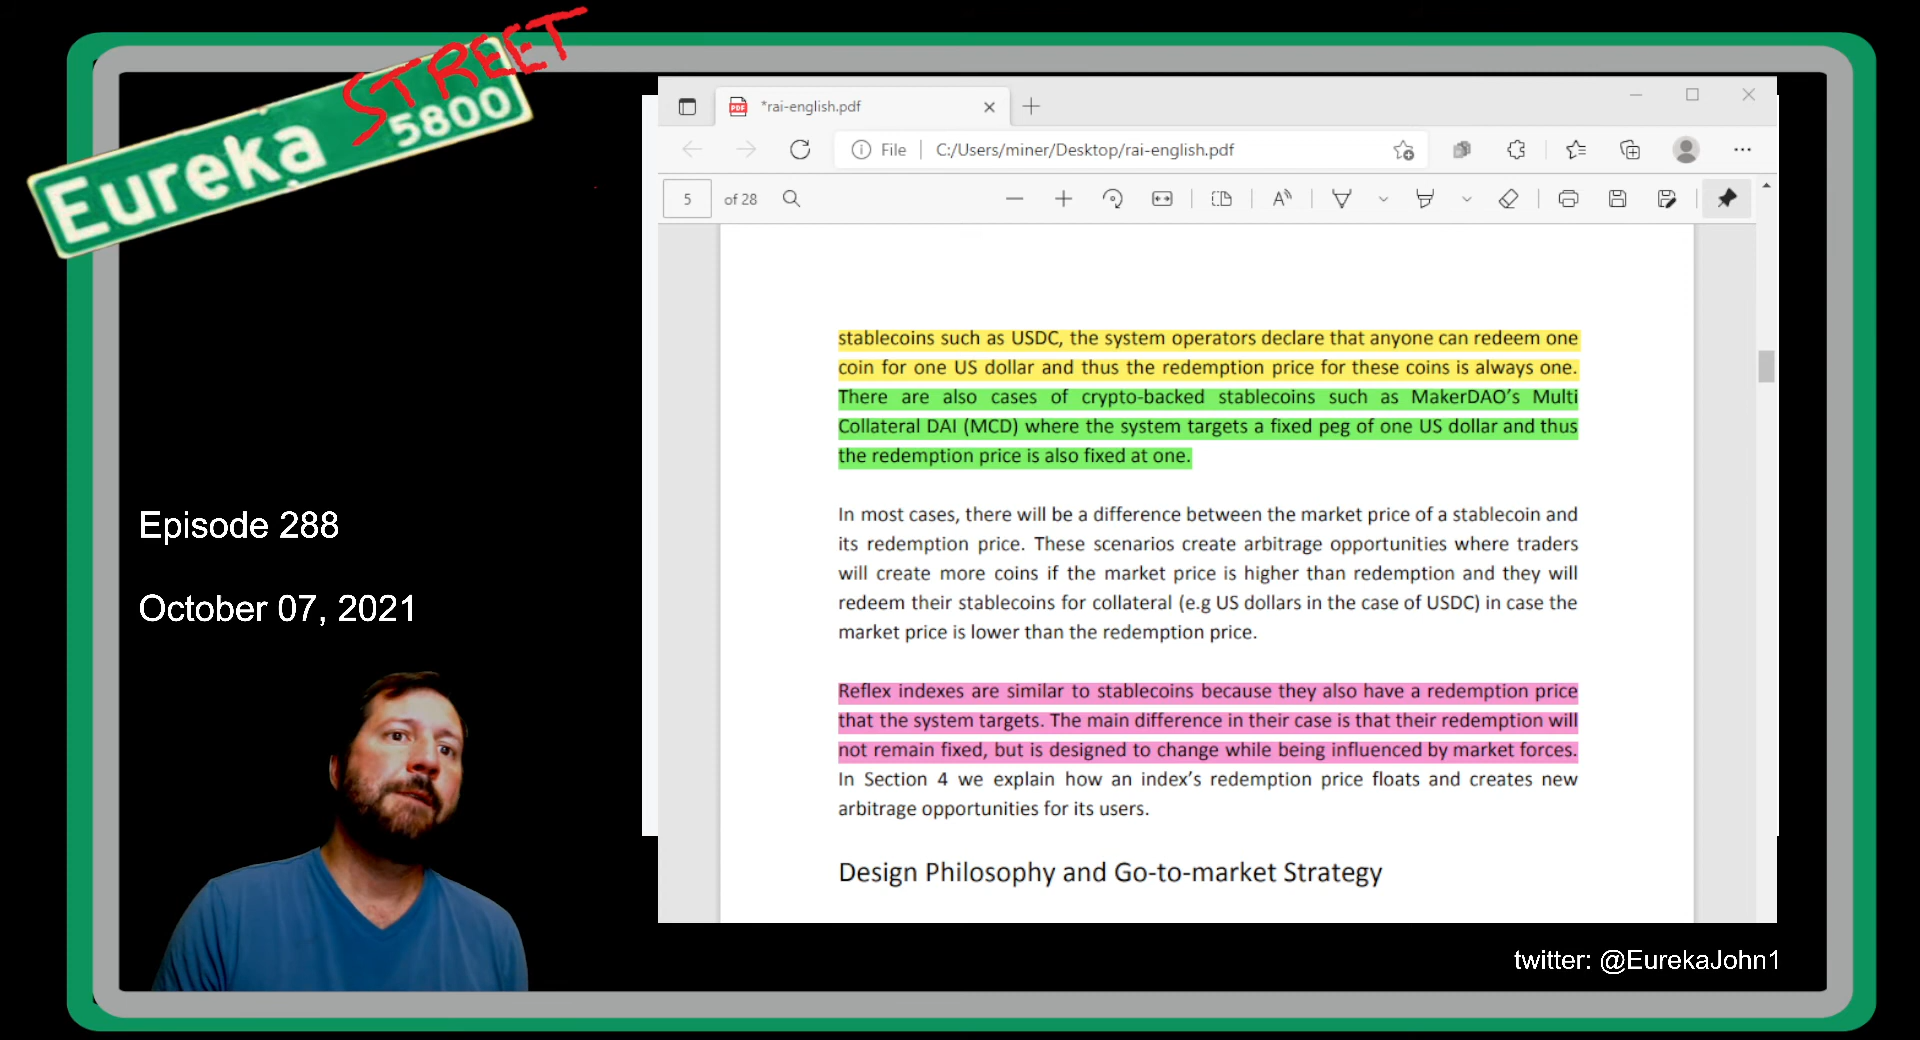 Eureka STREET
5800
*rai-english.pdf
File
C:/Users/miner/Desktop/rai-english.pdf
5
of 28
stablecoins such as USDC, the system operators declare that anyone can redeem one
coin for one US dollar and thus the redemption price for these coins is always one.
There are also cases of crypto-backed stablecoins such as MakerDAO’s Multi
Collateral DAI (MCD) where the system targets a fixed peg of one US dollar and thus
the redemption price is also fixed at one.
In most cases, there will be a difference between the market price of a stablecoin and
its redemption price. These scenarios create arbitrage opportunities where traders
will create more coins if the market price is higher than redemption and they will
redeem their stablecoins for collateral (e.g US dollars in the case of USDC) in case the
market price is lower than the redemption price.
Reflex indexes are similar to stablecoins because they also have a redemption price
that the system targets. The main difference in their case is that their redemption will
not remain fixed, but is designed to change while being influenced by market forces.
In Section 4 we explain how an index’s redemption price floats and creates new
arbitrage opportunities for its users.
Design Philosophy and Go-to-market Strategy
Episode 288
October 07, 2021
twitter: @EurekaJohn1